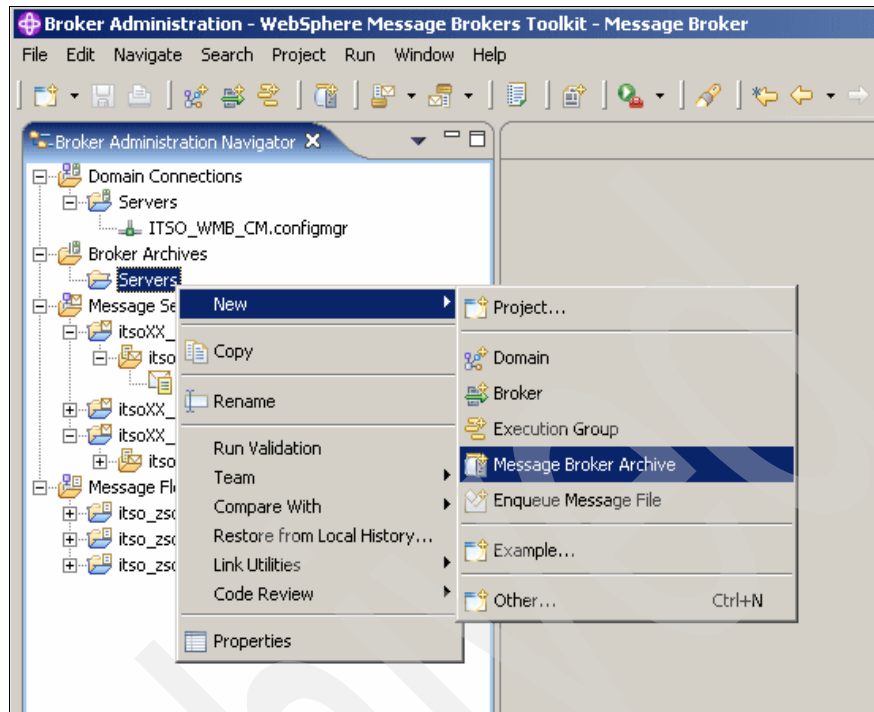 Broker Administration - WebSphere Message Brokers Toolkit - Message Broker
File Edit Navigate Search Project Run Window Help
Broker Administration Navigator
Domain Connections
Servers
ITSO_WMB_CM.configmgr
Broker Archives
Servers
Message Se
itsoXX_
itso
itsoXX_
itsoXX_
itso
Message Fl
itso_zso
itso_zso
itso_zso
New
Copy
Rename
Run Validation
Team
Compare With
Restore from Local History...
Link Utilities
Code Review
Properties
Project...
Domain
Broker
Execution Group
Message Broker Archive
Enqueue Message File
Example...
Other... Ctrl+N